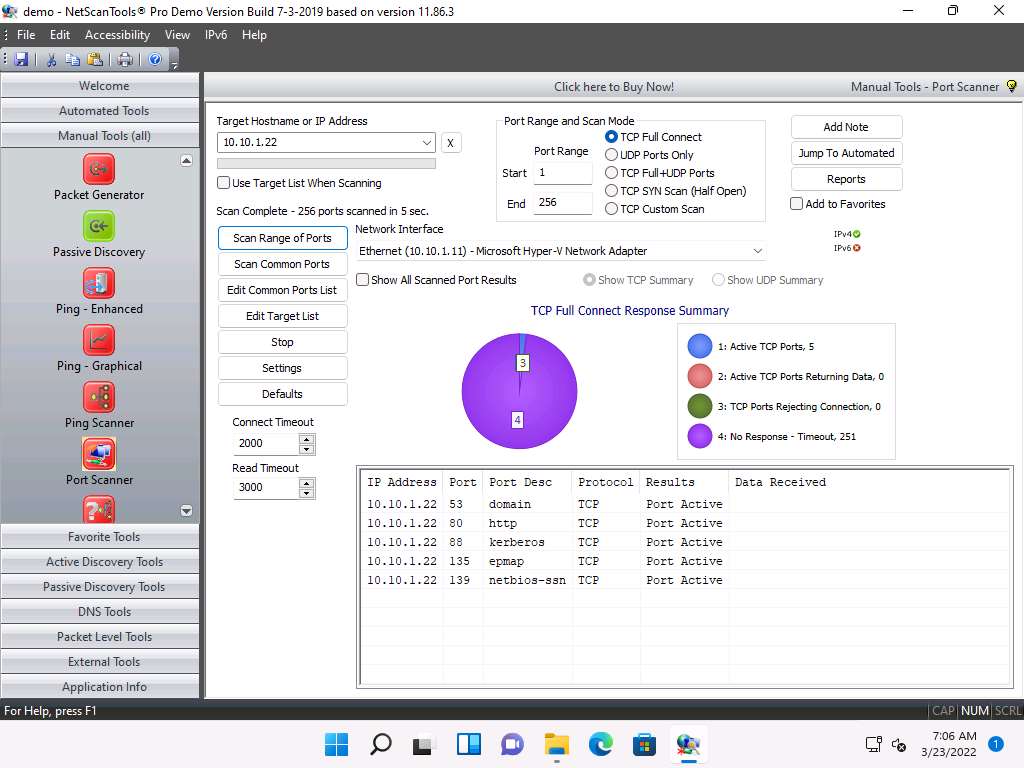 demo - NetScanTools® Pro Demo Version Build 7-3-2019 based on version 11.86.3
File Edit Accessibility View IPv6 Help
Welcome
Automated Tools
Manual Tools (all)
Packet Generator
Passive Discovery
Ping - Enhanced
Ping - Graphical
Ping Scanner
Port Scanner
Favorite Tools
Active Discovery Tools
Passive Discovery Tools
DNS Tools
Packet Level Tools
External Tools
Application Info
Click here to Buy Now!
Manual Tools - Port Scanner
Target Hostname or IP Address
10.10.1.22
X
Use Target List When Scanning
Scan Complete - 256 ports scanned in 5 sec.
Port Range and Scan Mode
Port Range
Start 1
End 256
TCP Full Connect
UDP Ports Only
TCP Full+UDP Ports
TCP SYN Scan (Half Open)
TCP Custom Scan
Add Note
Jump To Automated
Reports
Add to Favorites
IPv4
IPv6
Network Interface
Ethernet (10.10.1.11) - Microsoft Hyper-V Network Adapter
Scan Range of Ports
Scan Common Ports
Edit Common Ports List
Edit Target List
Stop
Settings
Defaults
Connect Timeout
2000
Read Timeout
3000
Show All Scanned Port Results
Show TCP Summary
Show UDP Summary
TCP Full Connect Response Summary
3
4
1: Active TCP Ports, 5
2: Active TCP Ports Returning Data, 0
3: TCP Ports Rejecting Connection, 0
4: No Response - Timeout, 251
IP Address Port Port Desc Protocol Results Data Received
10.10.1.22 53 domain TCP Port Active
10.10.1.22 80 http TCP Port Active
10.10.1.22 88 kerberos TCP Port Active
10.10.1.22 135 epmap TCP Port Active
10.10.1.22 139 netbios-ssn TCP Port Active
For Help, press F1
CAP NUM SCRL
7:06 AM
3/23/2022
1